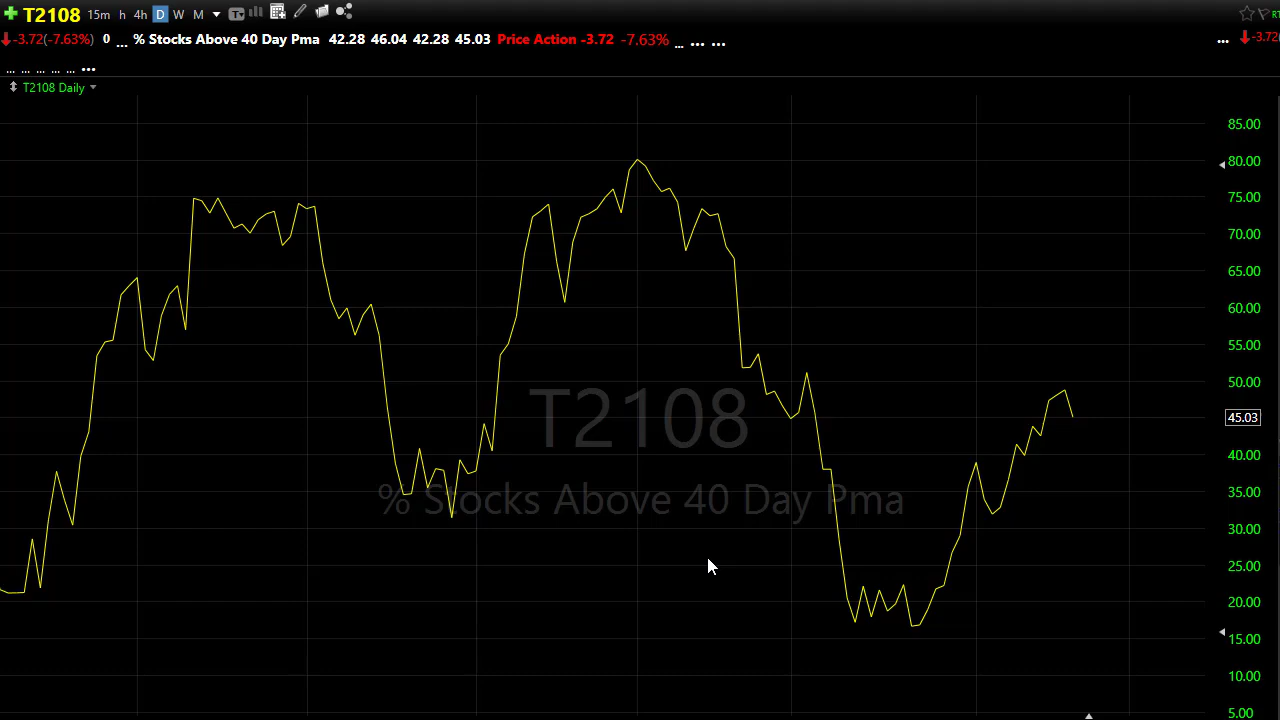 T2108 15m h 4h D W M T RT
-3.72(-7.63%) 0 ... % Stocks Above 40 Day Pma 42.28 46.04 42.28 45.03 Price Action -3.72 -7.63% ... ... ... ... -3.72(
... ... ... ... ... ...
T2108 Daily
85.00
80.00
75.00
70.00
65.00
60.00
55.00
50.00
45.03
40.00
35.00
30.00
25.00
20.00
15.00
10.00
5.00
T2108
% Stocks Above 40 Day Pma